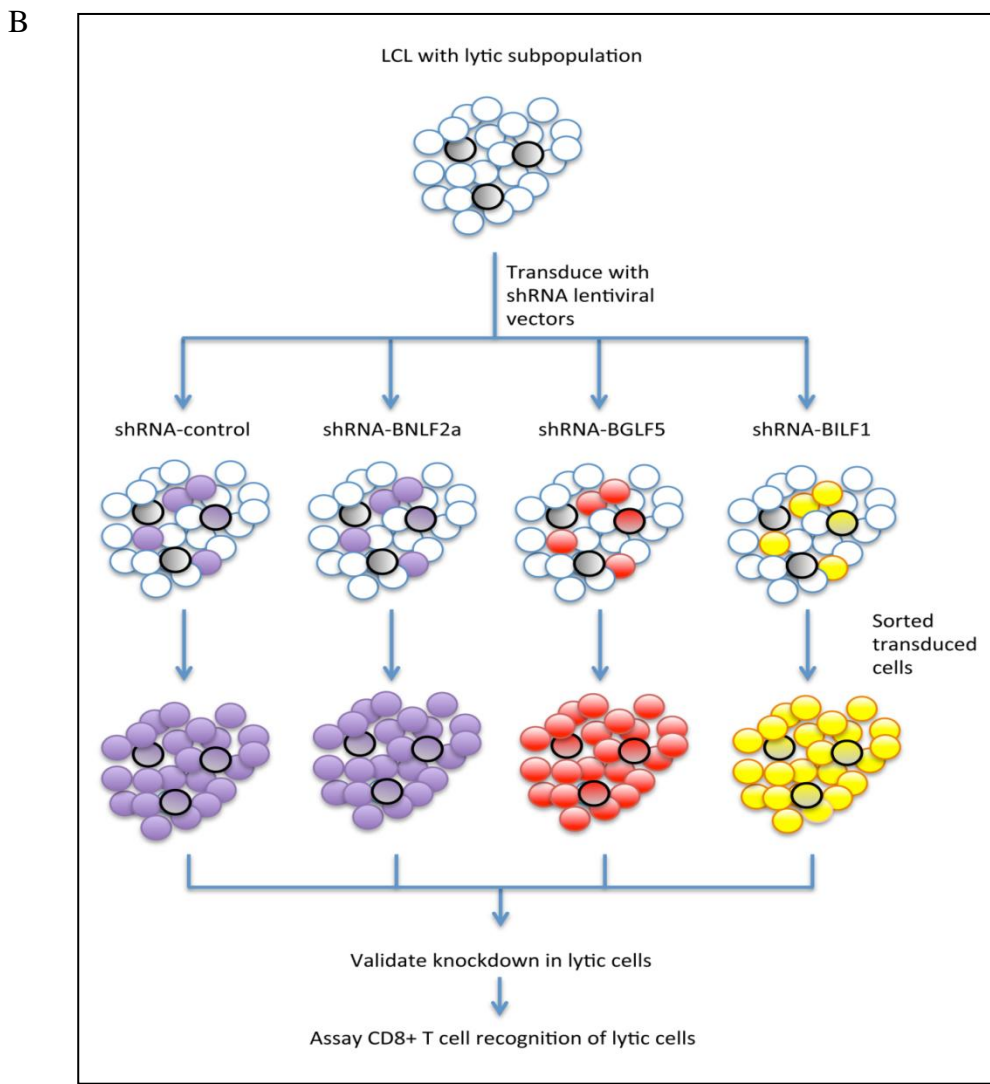 B
LCL with lytic subpopulation
Transduce with
shRNA lentiviral
vectors
shRNA-control
shRNA-BNLF2a
shRNA-BGLF5
shRNA-BILF1
Sorted
transduced
cells
Validate knockdown in lytic cells
Assay CD8+ T cell recognition of lytic cells